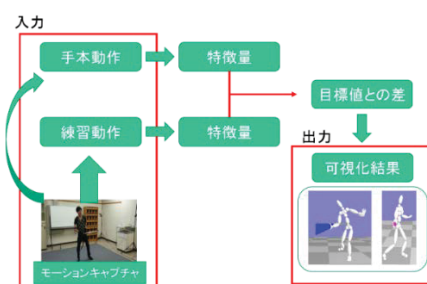 入力
手本動作
特徴量
目標値との差
練習動作
特徴量
出力
可視化結果
モーションキャプチャ